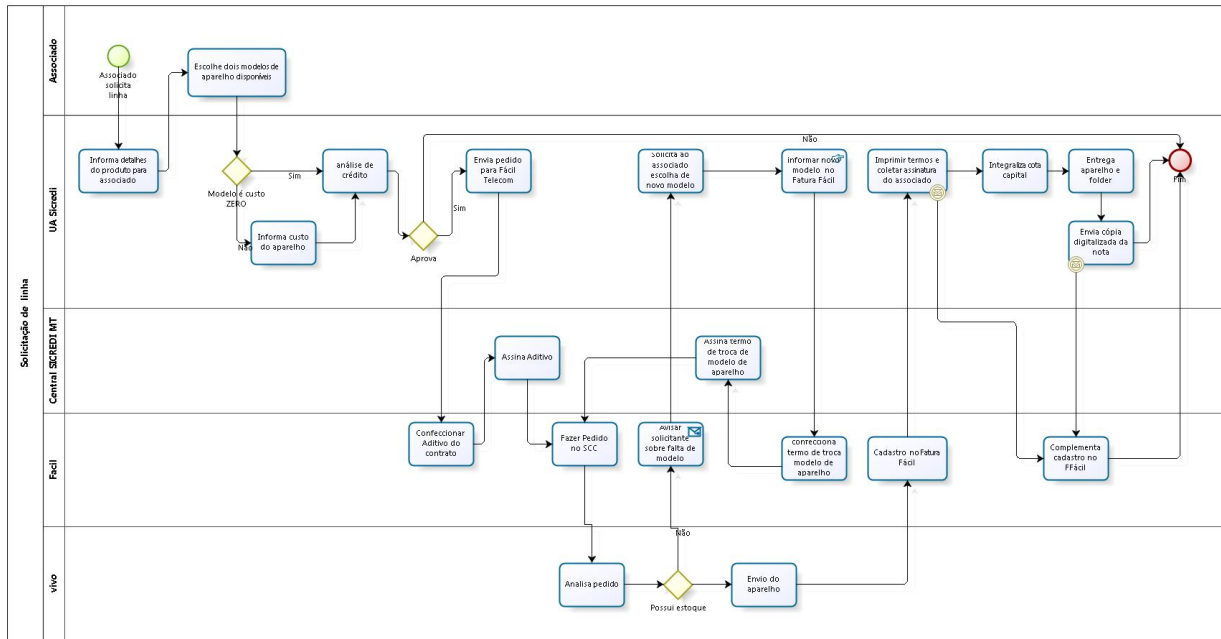 Solicitação de linha
Associado
Associado
solicita
linha
Escolhe dois modelos de
aparelho disponíveis
UA Sicredi
Informa detalhes
do produto para
associado
Modelo é custo
ZERO
Sim
Não
Informa custo
do aparelho
análise de
crédito
Aprova
Sim
Não
Envia pedido
para Fácil
Telecom
Solicita ao
associado
escolha de
novo modelo
informar novo
modelo no
Fatura Fácil
Imprimir termos e
coletar assinatura
do associado
Integraliza cota
capital
Entrega
aparelho e
folder
Envia cópia
digitalizada da
nota
Fim
Central SICREDI MT
Assina Aditivo
Assina termo
de troca de
modelo de
aparelho
Facil
Confeccionar
Aditivo do
contrato
Fazer Pedido
no SCC
Avisar
solicitante
sobre falta de
modelo
Confecciona
termo de troca
modelo de
aparelho
Cadastro no Fatura
Fácil
Complementa
cadastro no
FFácil
vivo
Analisa pedido
Não
Possui estoque
Envio do
aparelho